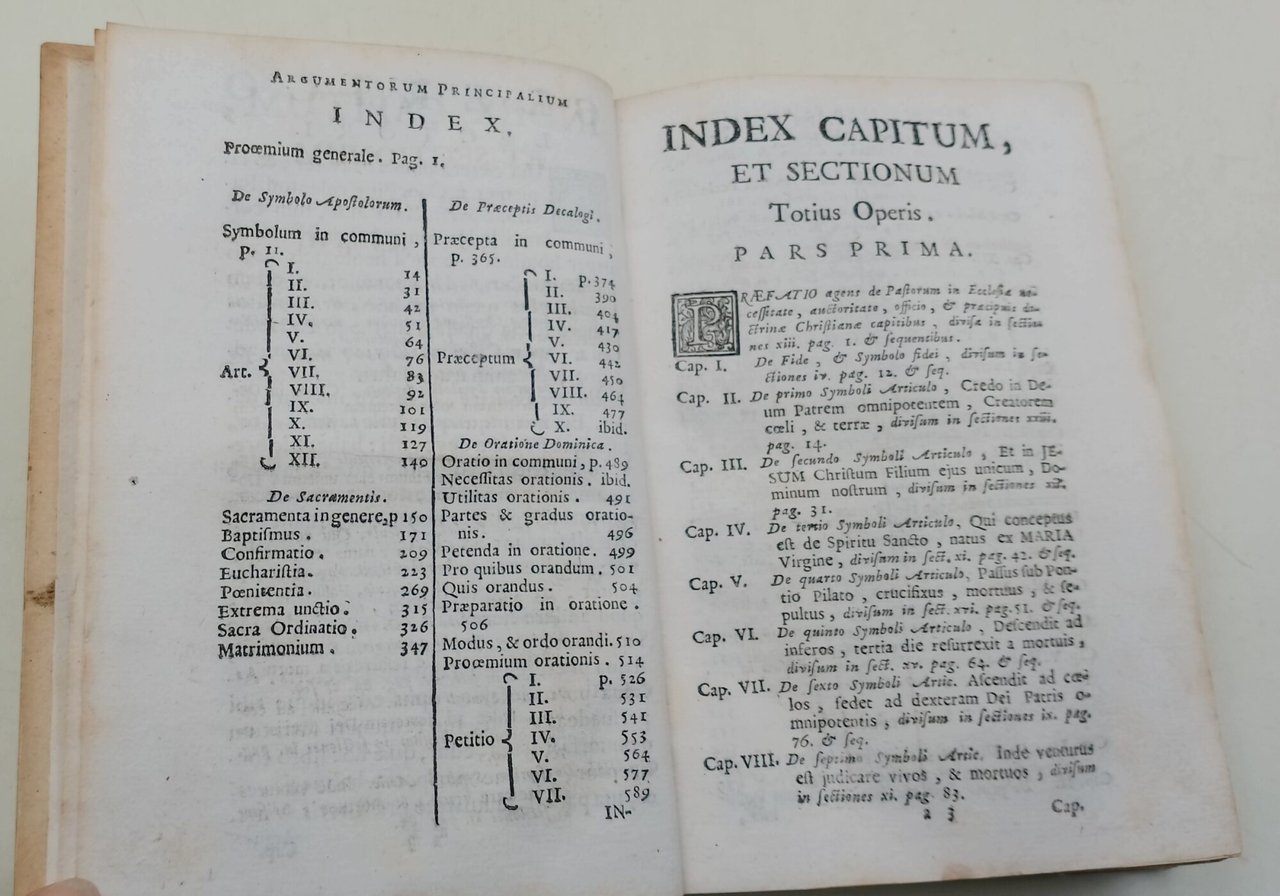 ARGUMENTORUM PRINCIPALIUM
INDEX.
Proœmium generale. Pag. 1.
De Symbolo Apoſtolorum.
Symbolum in communi,
p. 11.
Art.
I. 14
II. 31
III. 42
IV. 51
V. 64
VI. 76
VII. 83
VIII. 92
IX. 101
X. 119
XI. 127
XII. 140
De Sacramentis.
Sacramenta in genere, p 150
Baptiſmus. 171
Confirmatio. 209
Euchariſtia. 223
Pœnitentia. 269
Extrema unctio. 315
Sacra Ordinatio. 326
Matrimonium. 347
De Præceptis Decalogi.
Præcepta in communi,
p. 365.
Præceptum
I. p. 374
II. 390
III. 404
IV. 417
V. 430
VI. 442
VII. 450
VIII. 464
IX. 477
X. ibid.
De Oratione Dominica.
Oratio in communi, p. 489
Neceſſitas orationis. ibid.
Utilitas orationis. 491
Partes & gradus oratio-
nis. 496
Petenda in oratione. 499
Pro quibus orandum. 501
Quis orandus. 504
Præparatio in oratione.
506
Modus, & ordo orandi. 510
Proœmium orationis. 514
Petitio
I. p. 526
II. 531
III. 541
IV. 553
V. 564
VI. 577
VII. 589
IN-
INDEX CAPITUM,
ET SECTIONUM
Totius Operis.
PARS PRIMA.
PRÆFATIO agens de Paſtorum in Eccleſia ne-
ceſſitate, auctoritate, officio, & præcipuis do-
ctrinæ Chriſtianæ capitibus, diviſa in ſectio-
nes xiii. pag. 1. & ſequentibus.
Cap. I. De Fide, & Symbolo fidei, diviſum in ſe-
ctiones iv. pag. 12. & ſeq.
Cap. II. De primo Symboli Articulo, Credo in De-
um Patrem omnipotentem, Creatorem
cœli, & terræ, diviſum in ſectiones
pag. 14.
Cap. III. De ſecundo Symboli Articulo, Et in JE-
SUM Chriſtum Filium ejus unicum, Do-
minum noſtrum, diviſum in ſectiones
pag. 31.
Cap. IV. De tertio Symboli Articulo, Qui conceptus
eſt de Spiritu Sancto, natus ex MARIA
Virgine, diviſum in ſect. xi. pag. 42. & ſeq.
Cap. V. De quarto Symboli Articulo, Paſſus ſub Pon-
tio Pilato, crucifixus, mortuus, & ſe-
pultus, diviſum in ſect. xvi. pag. 51. & ſeq.
Cap. VI. De quinto Symboli Articulo, Deſcendit ad
inferos, tertia die reſurrexit a mortuis,
diviſum in ſect. xv. pag. 64. & ſeq.
Cap. VII. De ſexto Symboli Artic. Aſcendit ad cœ-
los, ſedet ad dexteram Dei Patris o-
mnipotentis, diviſum in ſectiones ix. pag.
76. & ſeq.
Cap. VIII. De ſeptimo Symboli Artic. Inde venturus
eſt judicare vivos, & mortuos, diviſum
in ſectiones xi. pag. 83.
a 3 Cap.